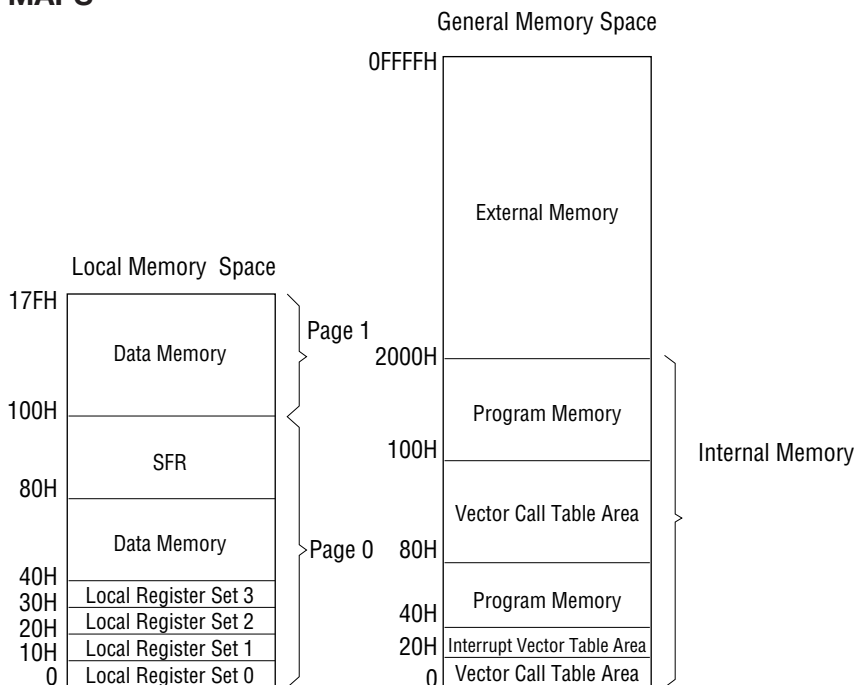 General Memory Space
0FFFFH
External Memory
Local Memory Space
17FH
Page 1
Data Memory
2000H
100H
Program Memory
100H
Internal Memory
SFR
80H
Vector Call Table Area
Data Memory
Page 0
80H
40H
Local Register Set 3
Program Memory
30H
Local Register Set 2
40H
20H
Local Register Set 1
20H
Interrupt Vector Table Area
10H
Local Register Set 0
0
Vector Call Table Area
0